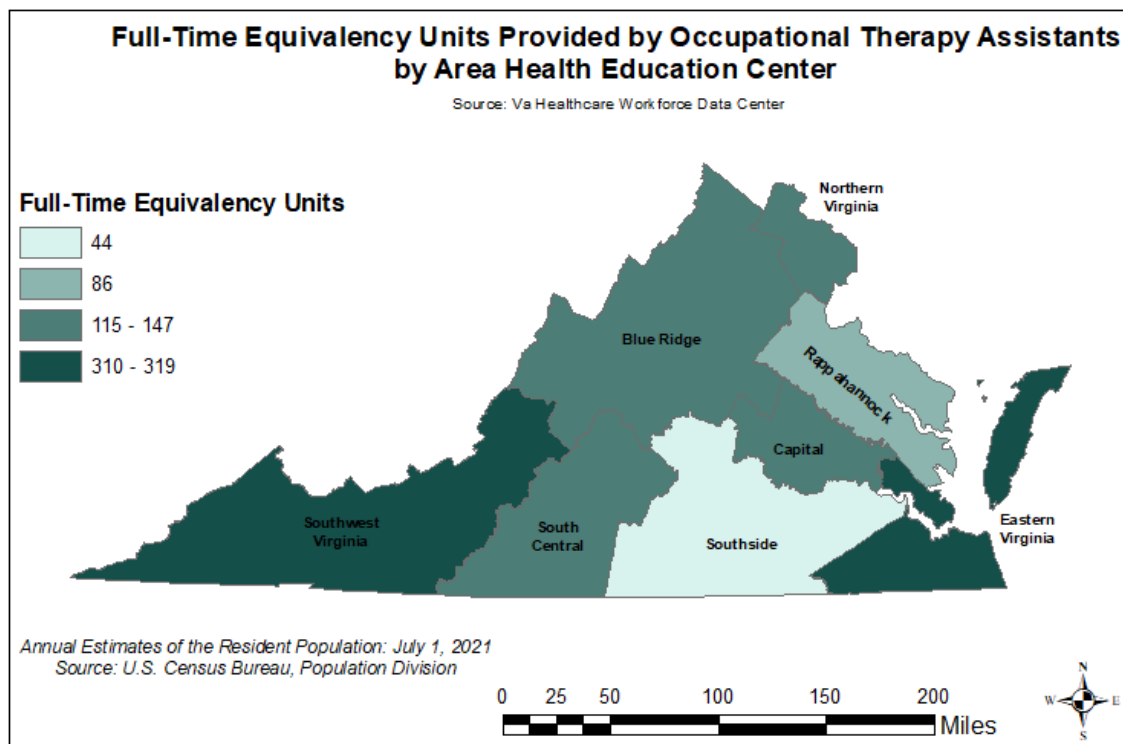 Full-Time Equivalency Units Provided by Occupational Therapy Assistants
by Area Health Education Center
Source: Va Healthcare Workforce Data Center
Full-Time Equivalency Units
44
86
115 - 147
310 - 319
Northern
Virginia
Blue Ridge
Rappahannock
Capital
Southwest
Virginia
South
Central
Southside
Eastern
Virginia
Annual Estimates of the Resident Population: July 1, 2021
Source: U.S. Census Bureau, Population Division
0 25 50 100 150 200
Miles
N
W E
S